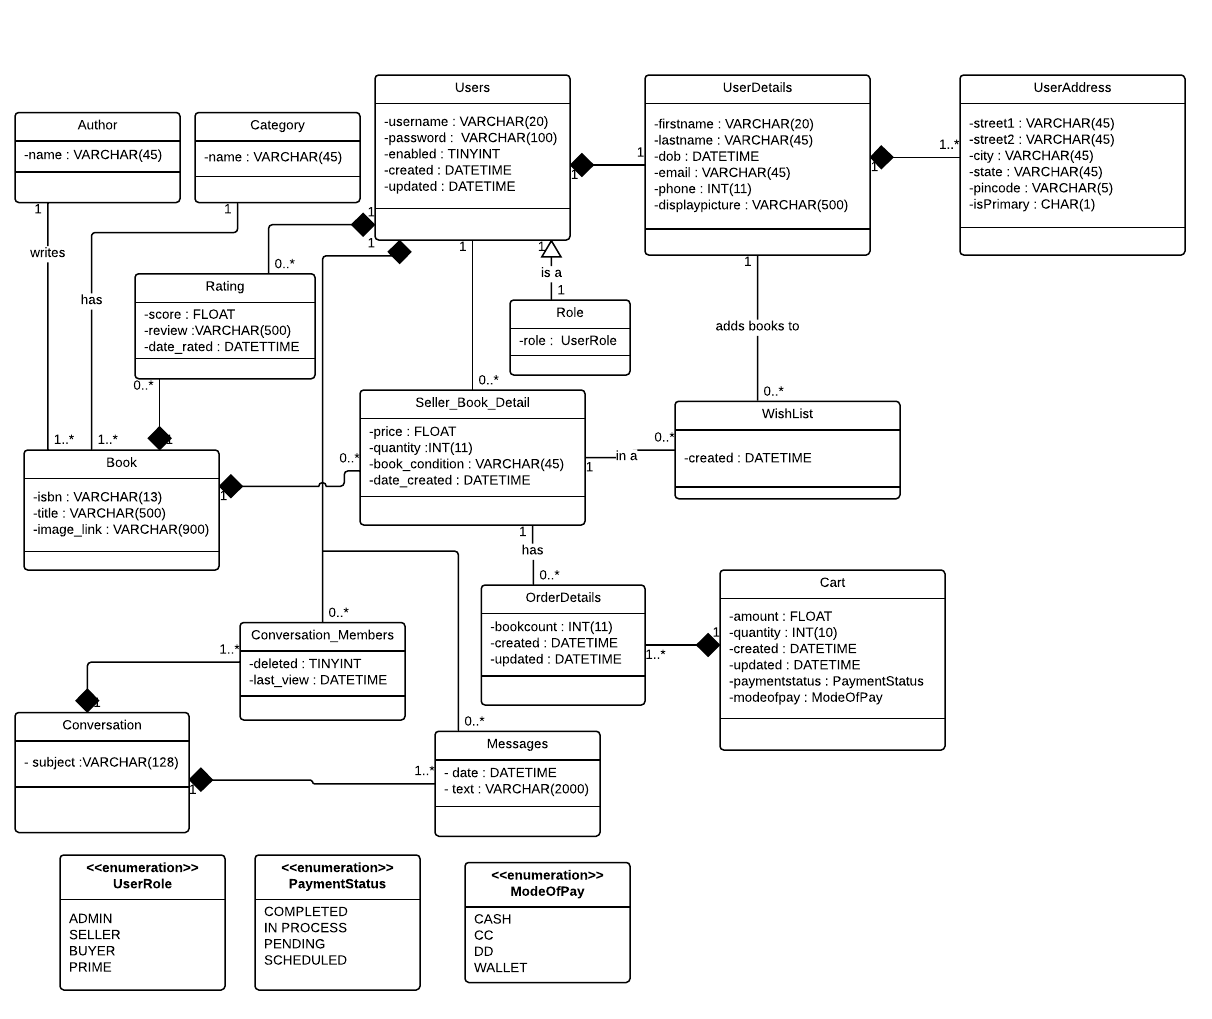 Users
-username : VARCHAR(20)
-password :  VARCHAR(100)
-enabled : TINYINT
-created : DATETIME
-updated : DATETIME
UserDetails
-firstname : VARCHAR(20)
-lastname : VARCHAR(45)
-dob : DATETIME
-email : VARCHAR(45)
-phone : INT(11)
-displaypicture : VARCHAR(500)
UserAddress
-street1 : VARCHAR(45)
-street2 : VARCHAR(45)
-city : VARCHAR(45)
-state : VARCHAR(45)
-pincode : VARCHAR(5)
-isPrimary : CHAR(1)
Author
-name : VARCHAR(45)
Category
-name : VARCHAR(45)
1
1
1
1..*
1
1
writes
has
1
1
0..*
1
1
is a
1
1
adds books to
0..*
Rating
-score : FLOAT
-review :VARCHAR(500)
-date_rated : DATETTIME
0..*
1
Role
-role :  UserRole
0..*
Seller_Book_Detail
-price : FLOAT
-quantity :INT(11)
-book_condition : VARCHAR(45)
-date_created : DATETIME
WishList
-created : DATETIME
1
in a
0..*
1..*
1..*
Book
-isbn : VARCHAR(13)
-title : VARCHAR(500)
-image_link : VARCHAR(900)
1
0..*
1
has
0..*
OrderDetails
-bookcount : INT(11)
-created : DATETIME
-updated : DATETIME
1..*
1
Cart
-amount : FLOAT
-quantity : INT(10)
-created : DATETIME
-updated : DATETIME
-paymentstatus : PaymentStatus
-modeofpay : ModeOfPay
0..*
Conversation_Members
-deleted : TINYINT
-last_view : DATETIME
1..*
1
Conversation
- subject :VARCHAR(128)
1
1..*
0..*
Messages
- date : DATETIME
- text : VARCHAR(2000)
<<enumeration>>
UserRole
ADMIN
SELLER
BUYER
PRIME
<<enumeration>>
PaymentStatus
COMPLETED
IN PROCESS
PENDING
SCHEDULED
<<enumeration>>
ModeOfPay
CASH
CC
DD
WALLET